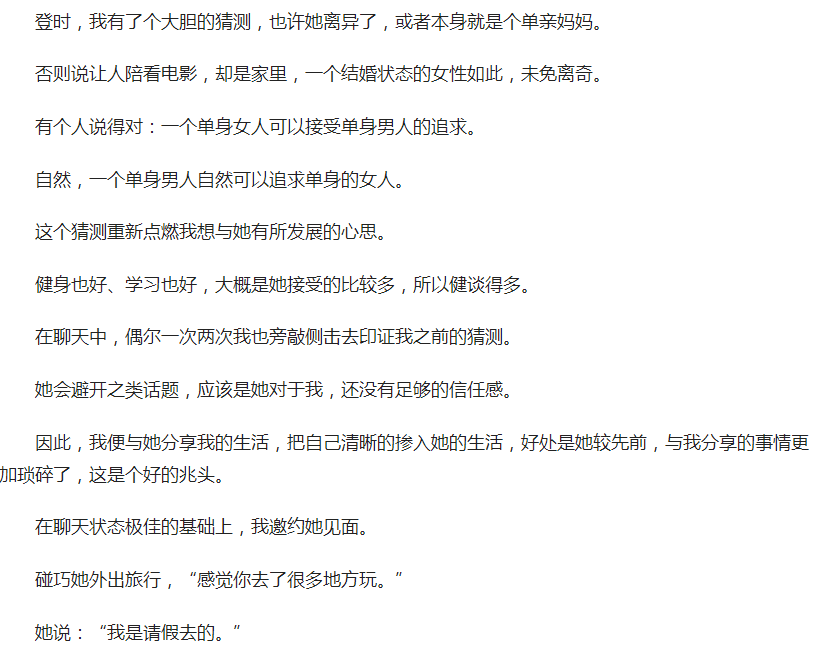 登时，我有了个大胆的猜测，也许她离异了，或者本身就是个单亲妈妈。
否则说让人陪看电影，却是家里，一个结婚状态的女性如此，未免离奇。
有个人说得对：一个单身女人可以接受单身男人的追求。
自然，一个单身男人自然可以追求单身的女人。
这个猜测重新点燃我想与她有所发展的心思。
健身也好、学习也好，大概是她接受的比较多，所以健谈得多。
在聊天中，偶尔一次两次我也旁敲侧击去印证我之前的猜测。
她会避开之类话题，应该是她对于我，还没有足够的信任感。
因此，我便与她分享我的生活，把自己清晰的掺入她的生活，好处是她较先前，与我分享的事情更
加琐碎了，这是个好的兆头。
在聊天状态极佳的基础上，我邀约她见面。
碰巧她外出旅行，“感觉你去了很多地方玩。”
她说：“我是请假去的。”